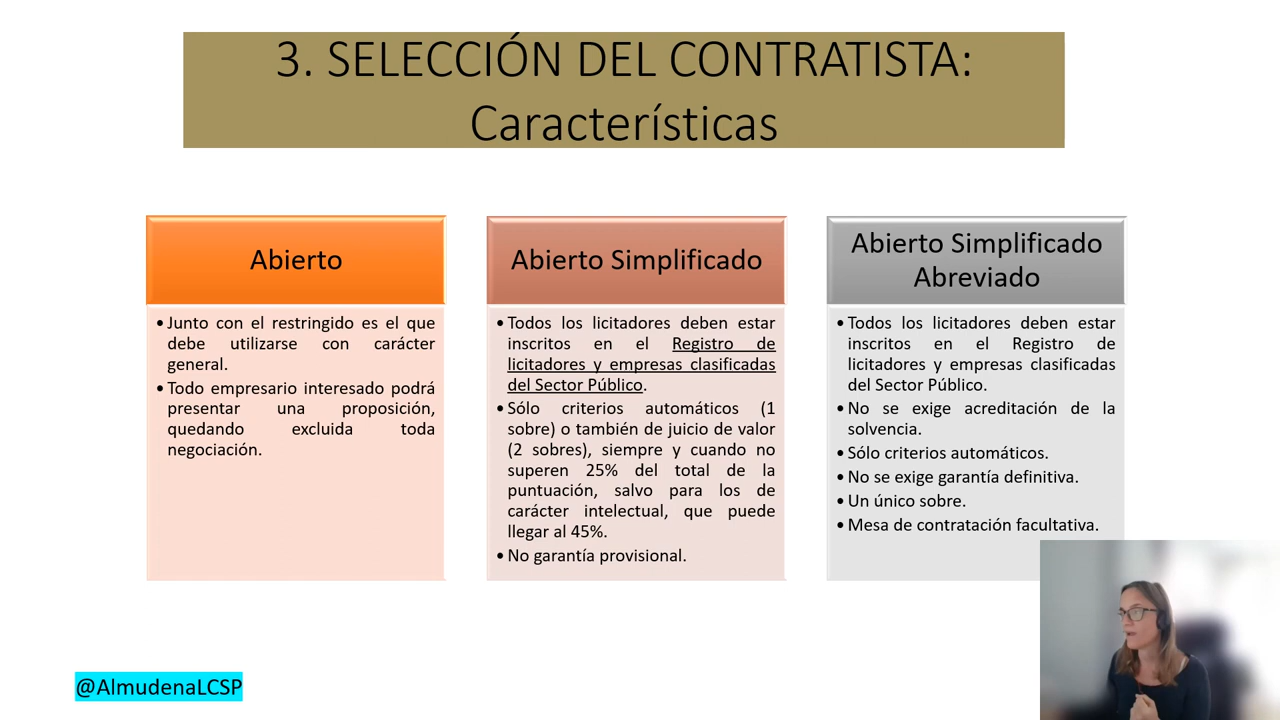 3. SELECCIÓN DEL CONTRATISTA:
Características
Abierto
• Junto con el restringido es el que
debe utilizarse con carácter
general.
• Todo empresario interesado podrá
presentar una proposición,
quedando excluida toda
negociación.
Abierto Simplificado
• Todos los licitadores deben estar
inscritos en el Registro de
licitadores y empresas clasificadas
del Sector Público.
• Sólo criterios automáticos (1
sobre) o también de juicio de valor
(2 sobres), siempre y cuando no
superen 25% del total de la
puntuación, salvo para los de
carácter intelectual, que puede
llegar al 45%.
• No garantía provisional.
Abierto Simplificado
Abreviado
• Todos los licitadores deben estar
inscritos en el Registro de
licitadores y empresas clasificadas
del Sector Público.
• No se exige acreditación de la
solvencia.
• Sólo criterios automáticos.
• No se exige garantía definitiva.
• Un único sobre.
• Mesa de contratación facultativa.
@AlmudenaLCSP